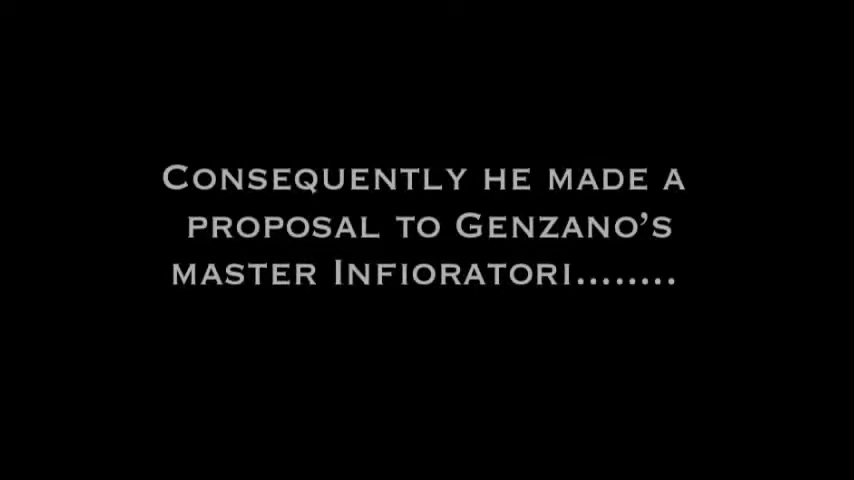 Consequently he made a
proposal to Genzano’s
master Infioratori........